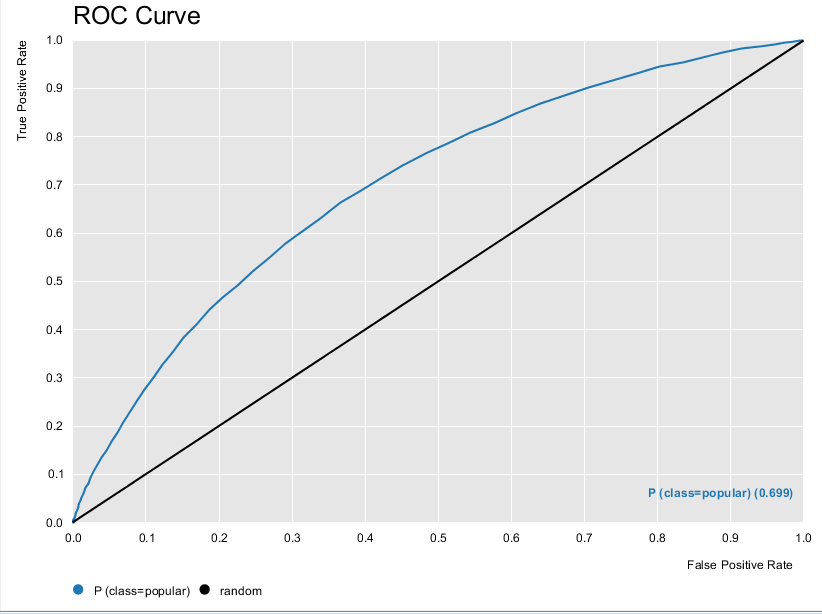 ROC Curve
True Positive Rate
1.0
0.9
0.8
0.7
0.6
0.5
0.4
0.3
0.2
0.1
0.0
P (class=popular) (0.699)
0.0 0.1 0.2 0.3 0.4 0.5 0.6 0.7 0.8 0.9 1.0
False Positive Rate
P (class=popular) random